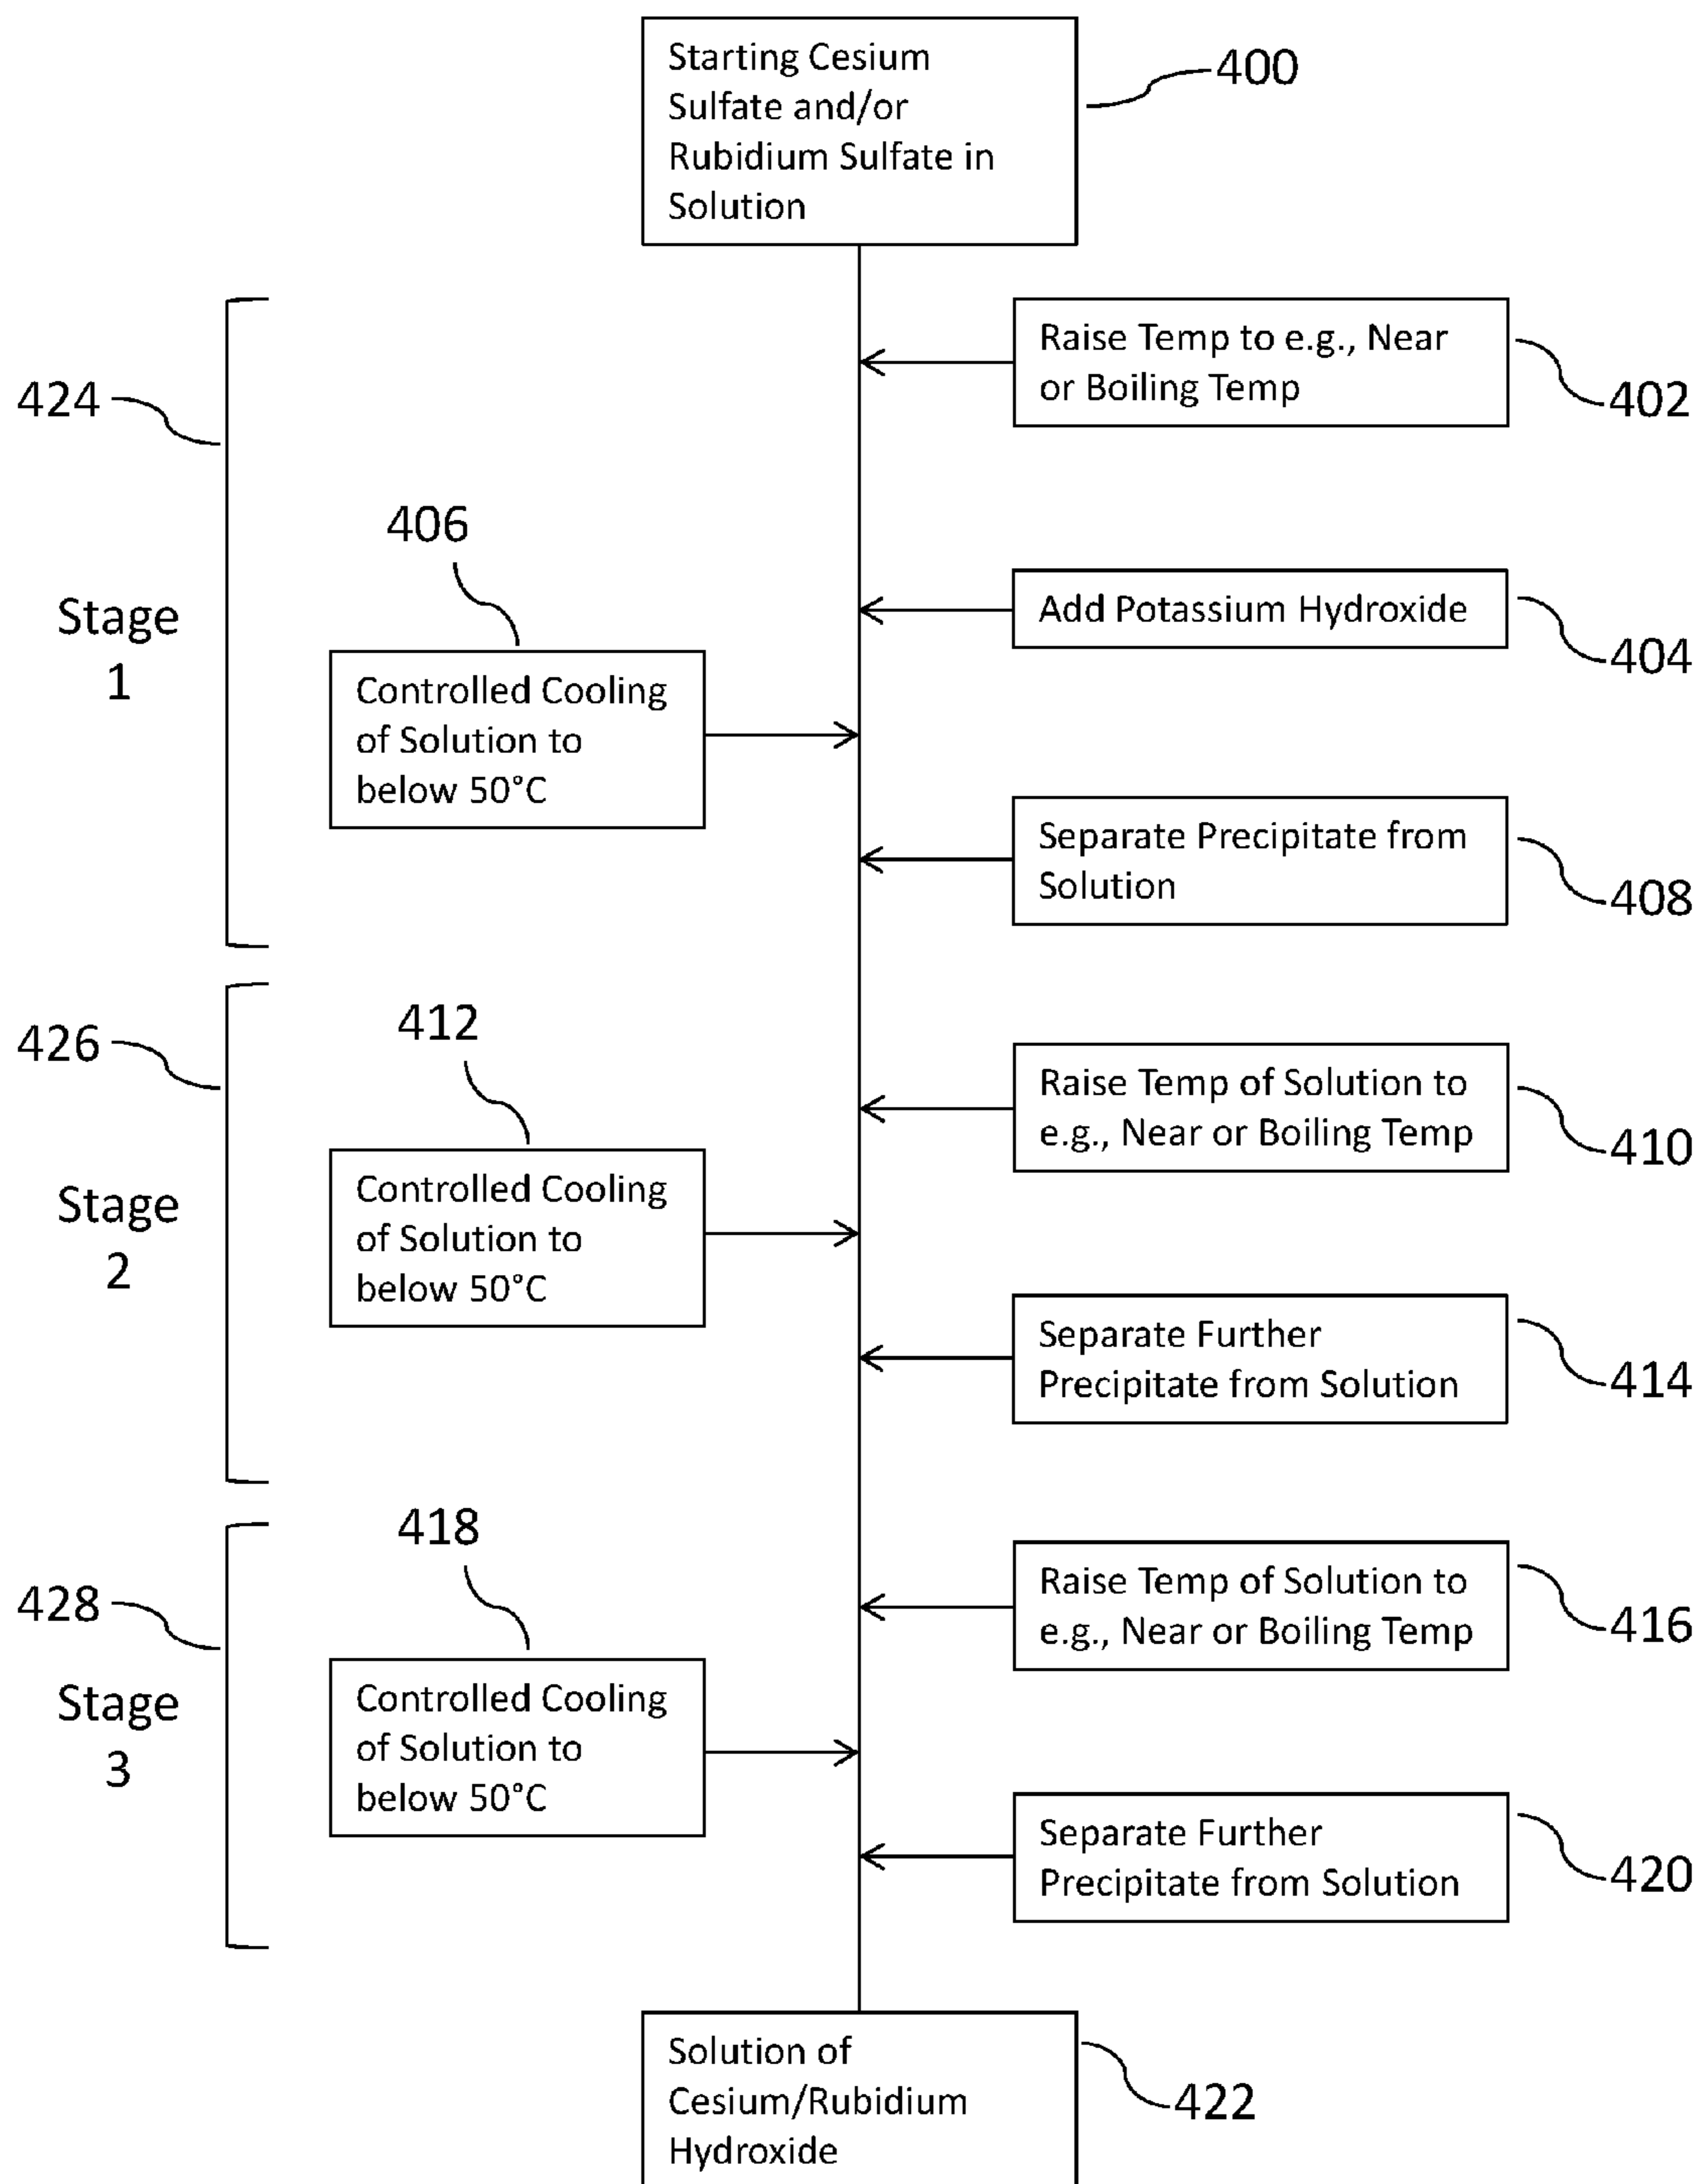 Starting Cesium
Sulfate and/or
Rubidium Sulfate in
Solution
400
Raise Temp to e.g., Near
or Boiling Temp
402
424
Stage
1
Add Potassium Hydroxide
404
406
Controlled Cooling
of Solution to
below 50°C
Separate Precipitate from
Solution
408
426
Stage
2
Raise Temp of Solution to
e.g., Near or Boiling Temp
410
412
Controlled Cooling
of Solution to
below 50°C
Separate Further
Precipitate from Solution
414
428
Stage
3
Raise Temp of Solution to
e.g., Near or Boiling Temp
416
418
Controlled Cooling
of Solution to
below 50°C
Separate Further
Precipitate from Solution
420
Solution of
Cesium/Rubidium
Hydroxide
422